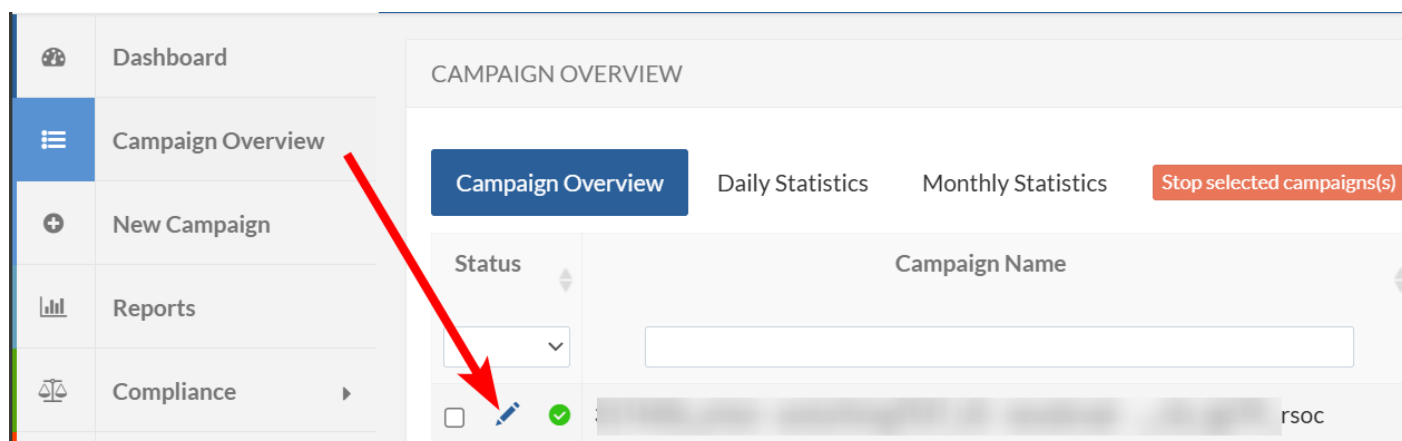 Dashboard
Campaign Overview
New Campaign
Reports
Compliance
CAMPAIGN OVERVIEW
Campaign Overview Daily Statistics Monthly Statistics Stop selected campaigns(s)
Status Campaign Name
rsoc